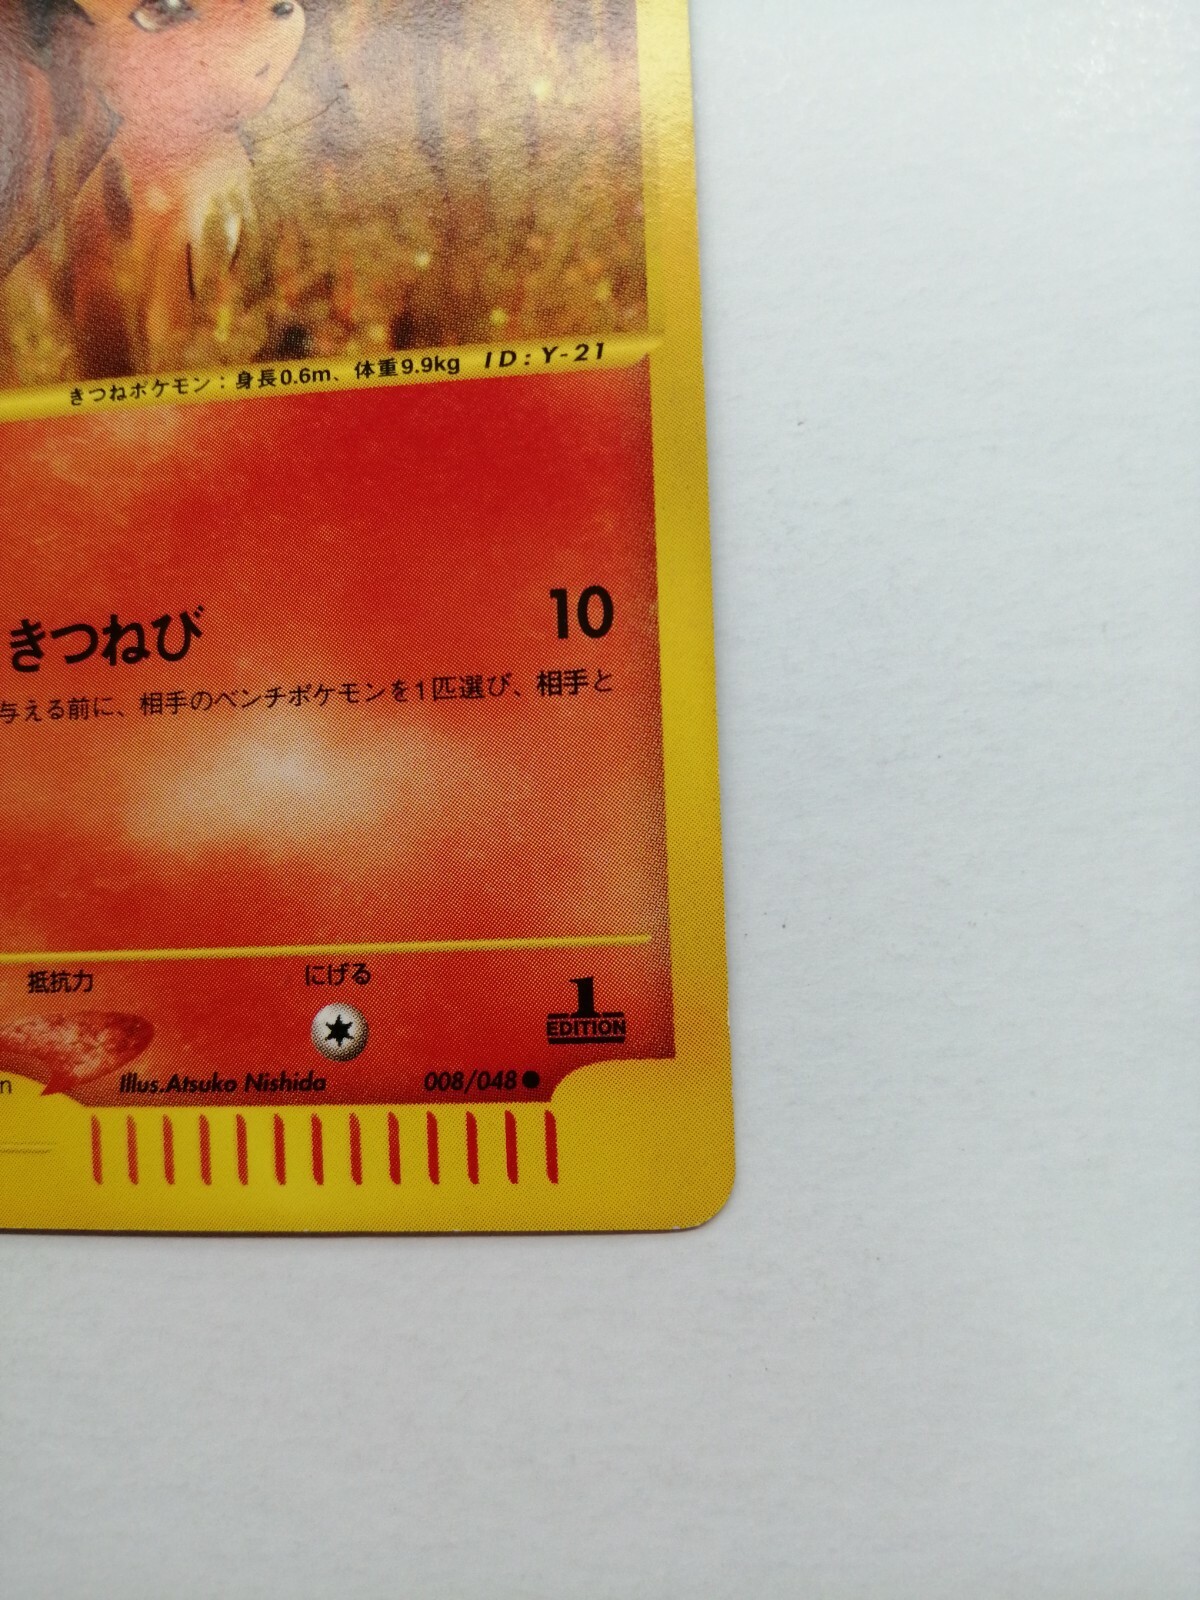 きつねポケモン：身長0.6m、体重9.9kg ID:Y-21
きつねび 10
与える前に、相手のベンチポケモンを1匹選び、相手と
抵抗力 にげる
1
EDITION
n Illus.Atsuko Nishida 008/048●